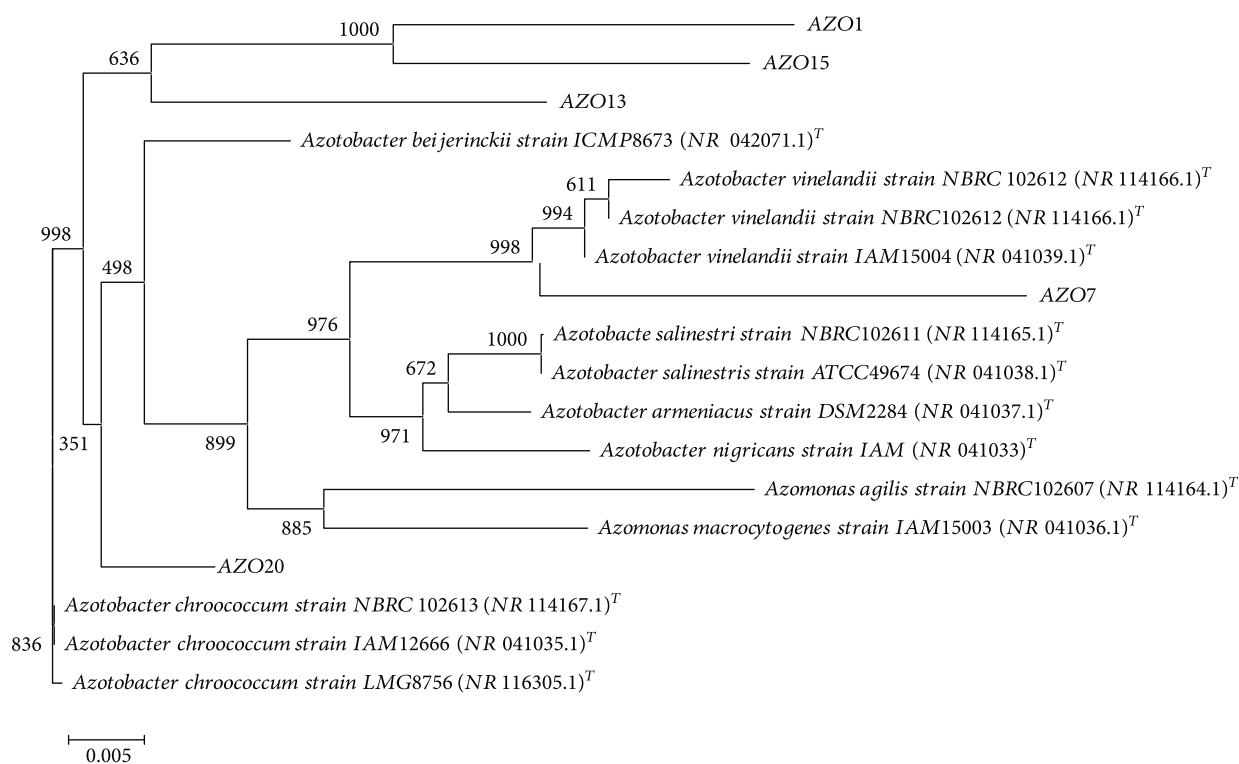 1000
AZO1
636
AZO15
AZO13
Azotobacter beijerinckii strain ICMP8673 (NR 042071.1)T
611
Azotobacter vinelandii strain NBRC 102612 (NR 114166.1)T
998
994
Azotobacter vinelandii strain NBRC102612 (NR 114166.1)T
998
Azotobacter vinelandii strain IAM15004 (NR 041039.1)T
498
AZO7
976
Azotobacte salinestri strain NBRC102611 (NR 114165.1)T
1000
672
Azotobacter salinestris strain ATCC49674 (NR 041038.1)T
Azotobacter armeniacus strain DSM2284 (NR 041037.1)T
351
899
971
Azotobacter nigricans strain IAM (NR 041033)T
Azomonas agilis strain NBRC102607 (NR 114164.1)T
885
Azomonas macrocytogenes strain IAM15003 (NR 041036.1)T
AZO20
Azotobacter chroococcum strain NBRC 102613 (NR 114167.1)T
836
Azotobacter chroococcum strain IAM12666 (NR 041035.1)T
Azotobacter chroococcum strain LMG8756 (NR 116305.1)T
0.005